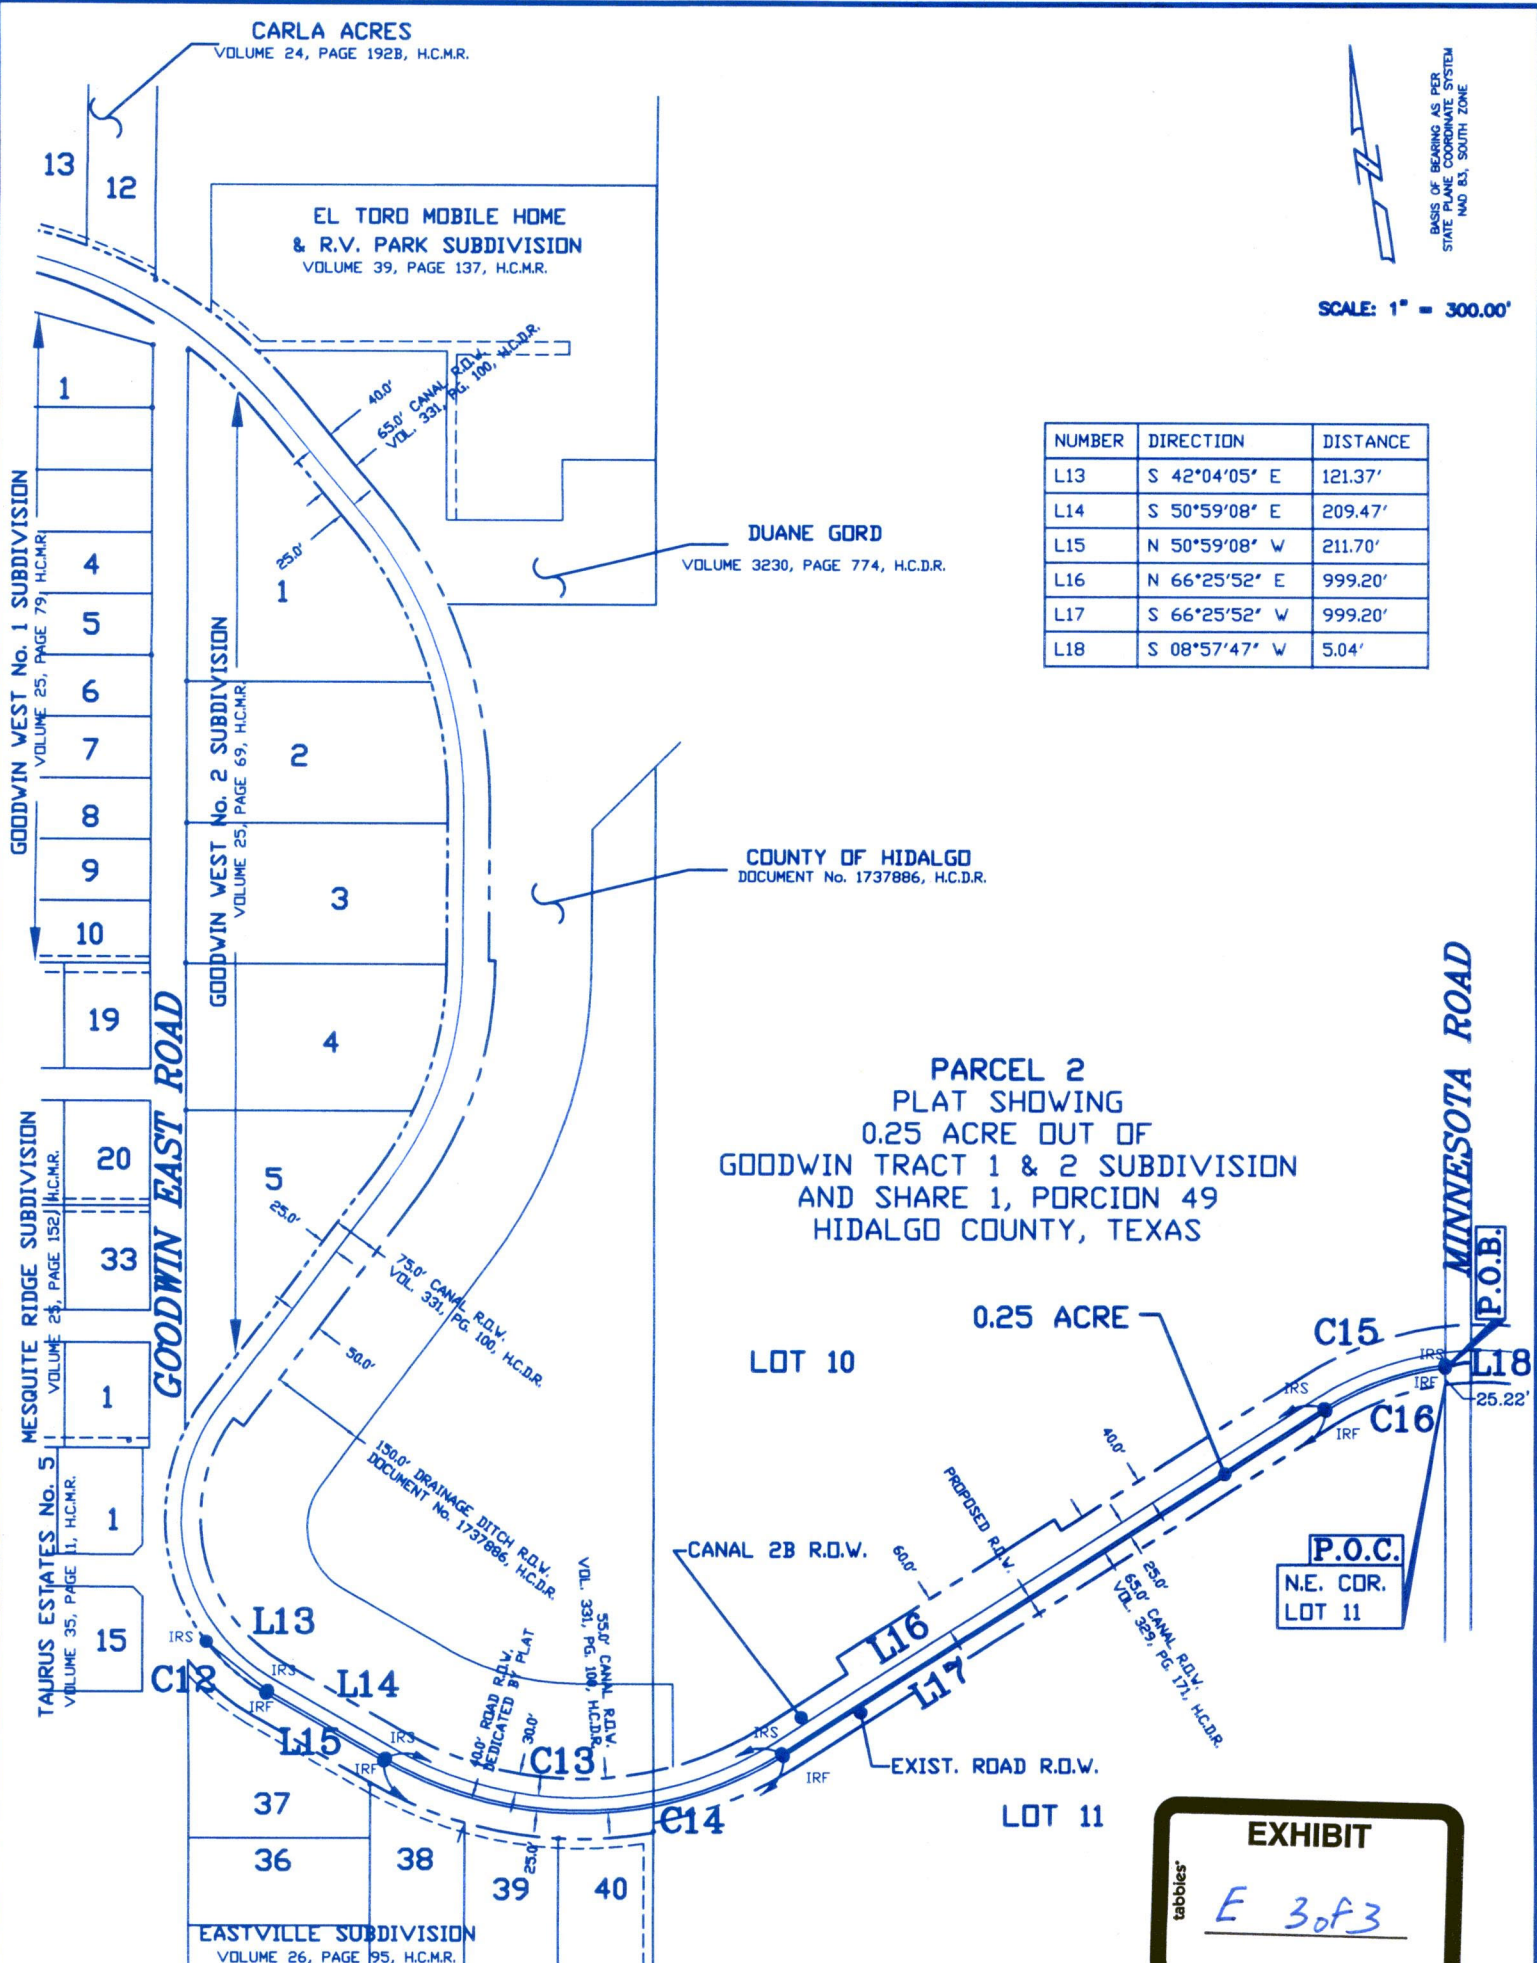 CARLA ACRES
VOLUME 24, PAGE 192B, H.C.M.R.
BASIS OF BEARING AS PER
STATE PLANE COORDINATE SYSTEM
NAD 83, SOUTH ZONE
SCALE: 1" = 300.00'
13
12
EL TORO MOBILE HOME
& R.V. PARK SUBDIVISION
VOLUME 39, PAGE 137, H.C.M.R.
40.0'
65.0' CANAL R.O.W.
VOL. 331, PG. 100, H.C.D.R.
25.0'
NUMBER DIRECTION DISTANCE
L13 S 42°04'05" E 121.37'
L14 S 50°59'08" E 209.47'
L15 N 50°59'08" W 211.70'
L16 N 66°25'52" E 999.20'
L17 S 66°25'52" W 999.20'
L18 S 08°57'47" W 5.04'
DUANE GORD
VOLUME 3230, PAGE 774, H.C.D.R.
GOODWIN WEST No. 1 SUBDIVISION
VOLUME 25, PAGE 79, H.C.M.R.
1
4
5
6
7
8
9
10
GOODWIN WEST No. 2 SUBDIVISION
VOLUME 25, PAGE 69, H.C.M.R.
1
2
3
4
5
COUNTY OF HIDALGO
DOCUMENT No. 1737886, H.C.D.R.
GOODWIN EAST ROAD
MESQUITE RIDGE SUBDIVISION
VOLUME 25, PAGE 152, H.C.M.R.
19
20
33
1
TAURUS ESTATES No. 5
VOLUME 35, PAGE 11, H.C.M.R.
1
15
PARCEL 2
PLAT SHOWING
0.25 ACRE OUT OF
GOODWIN TRACT 1 & 2 SUBDIVISION
AND SHARE 1, PORCION 49
HIDALGO COUNTY, TEXAS
MINNESOTA ROAD
P.O.B.
25.0'
75.0' CANAL R.O.W.
VOL. 331, PG. 100, H.C.D.R.
50.0'
150.0' DRAINAGE DITCH R.O.W.
DOCUMENT No. 1737886, H.C.D.R.
0.25 ACRE
LOT 10
C15
IRS
L18
IRF
25.22'
IRS
C16
IRF
40.0'
PROPOSED R.O.W.
60.0'
25.0'
65.0' CANAL R.O.W.
VOL. 329, PG. 171, H.C.D.R.
P.O.C.
N.E. COR.
LOT 11
CANAL 2B R.O.W.
L16
L17
VOL. 331, PG. 100, H.C.D.R.
55.0' CANAL R.O.W.
40.0' ROAD R.O.W.
DEDICATED BY PLAT
30.0'
L13
IRS
C12
IRS
IRF
L14
L15
IRS
IRF
C13
IRS
IRF
EXIST. ROAD R.O.W.
C14
LOT 11
25.0'
37
36
38
39
40
EASTVILLE SUBDIVISION
VOLUME 26, PAGE 95, H.C.M.R.
EXHIBIT
tabbies'
E 3 of 3